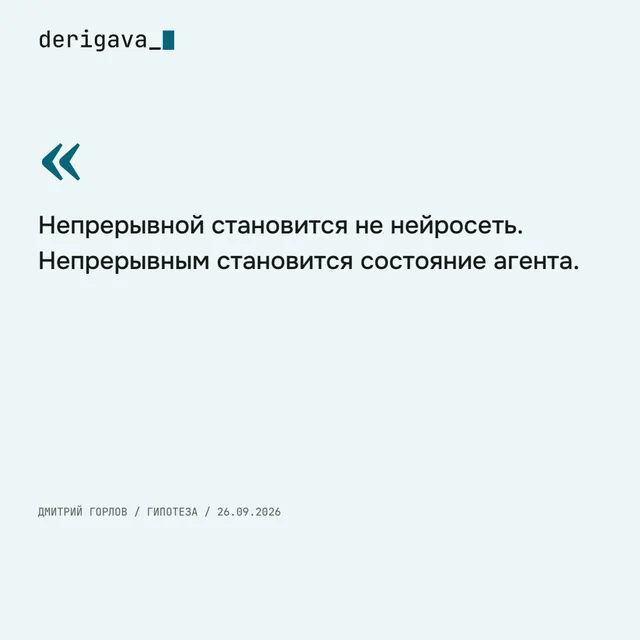 derigava_
«
Непрерывной становится не нейросеть.
Непрерывным становится состояние агента.
ДМИТРИЙ ГОРЛОВ / ГИПОТЕЗА / 26.09.2026